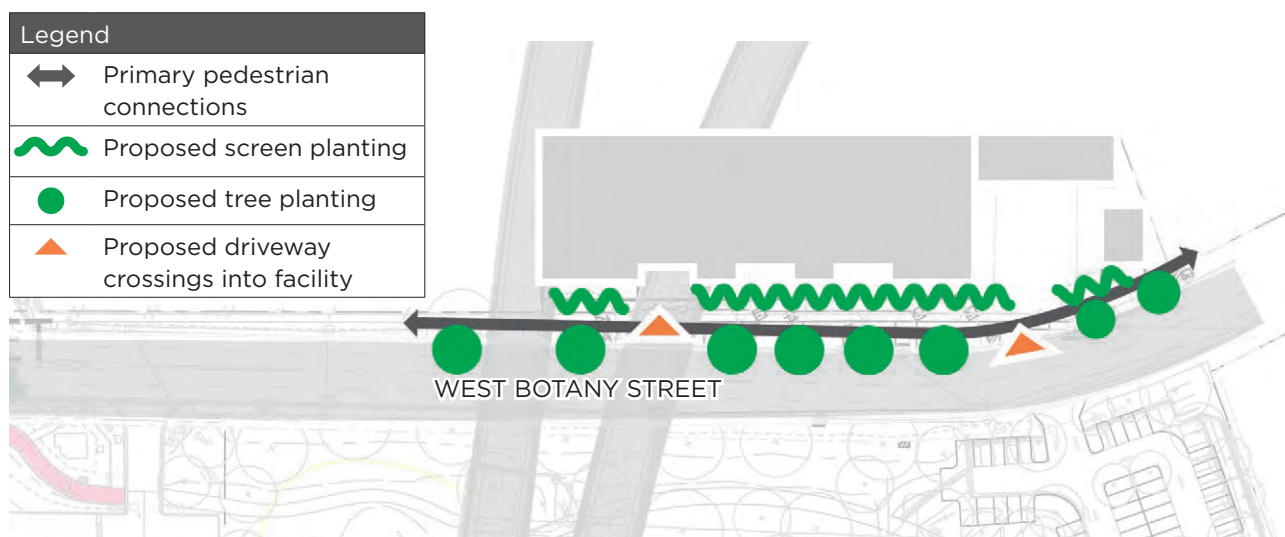 Legend
Primary pedestrian
connections
Proposed screen planting
Proposed tree planting
Proposed driveway
crossings into facility
WEST BOTANY STREET